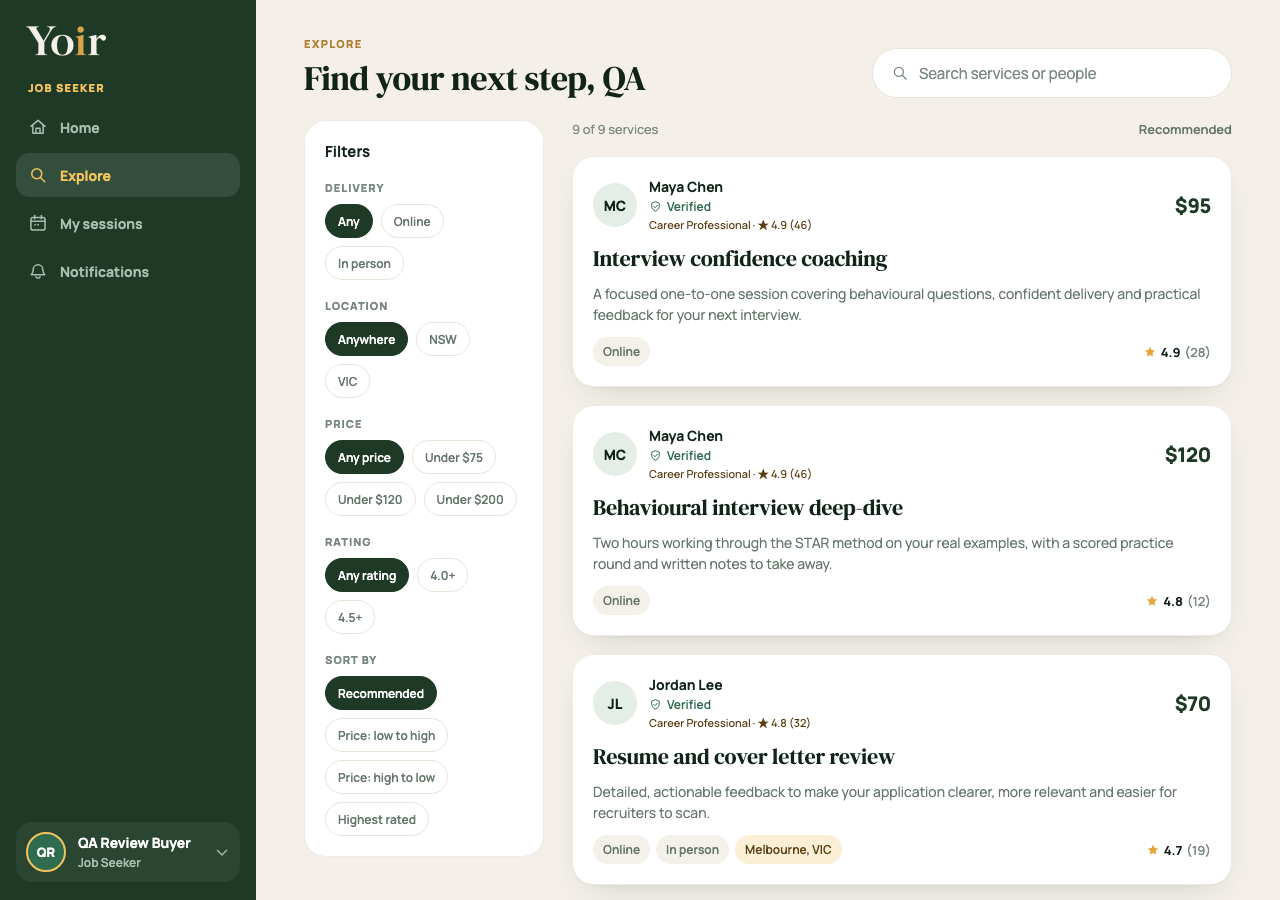 Yoir
JOB SEEKER
Home
Explore
My sessions
Notifications
QR
QA Review Buyer
Job Seeker
EXPLORE
Find your next step, QA
Search services or people
Filters
DELIVERY
Any
Online
In person
LOCATION
Anywhere
NSW
VIC
PRICE
Any price
Under $75
Under $120
Under $200
RATING
Any rating
4.0+
4.5+
SORT BY
Recommended
Price: low to high
Price: high to low
Highest rated
9 of 9 services
Recommended
MC
Maya Chen
Verified
Career Professional · ★ 4.9 (46)
$95
Interview confidence coaching
A focused one-to-one session covering behavioural questions, confident delivery and practical
feedback for your next interview.
Online
★ 4.9 (28)
MC
Maya Chen
Verified
Career Professional · ★ 4.9 (46)
$120
Behavioural interview deep-dive
Two hours working through the STAR method on your real examples, with a scored practice
round and written notes to take away.
Online
★ 4.8 (12)
JL
Jordan Lee
Verified
Career Professional · ★ 4.8 (32)
$70
Resume and cover letter review
Detailed, actionable feedback to make your application clearer, more relevant and easier for
recruiters to scan.
Online
In person
Melbourne, VIC
★ 4.7 (19)